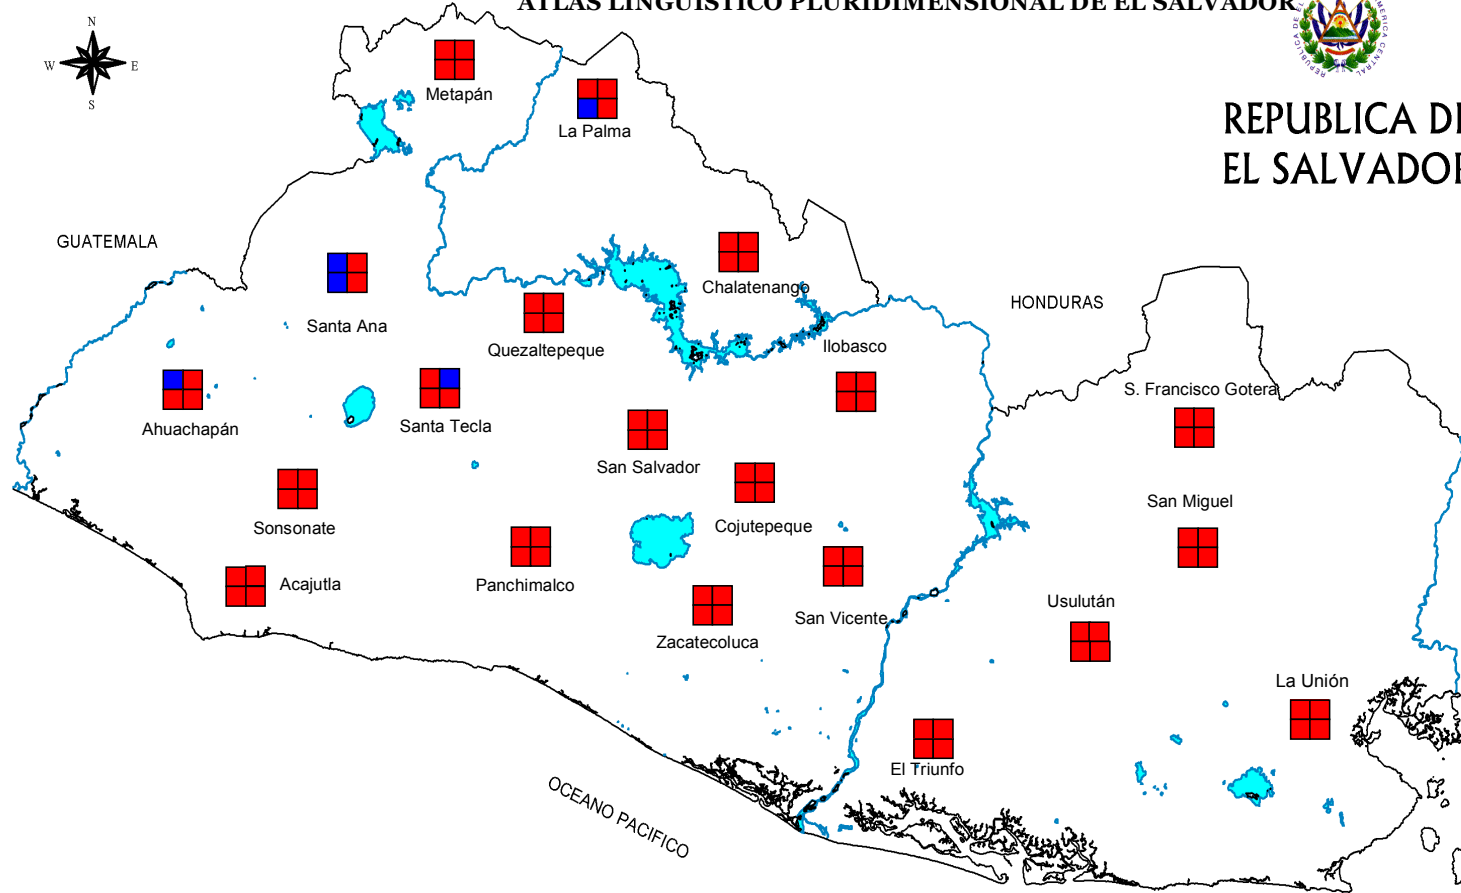 ATLAS LINGÜÍSTICO PLURIDIMENSIONAL DE EL SALVADOR
N
W
E
S
REPUBLICA DE
EL SALVADOR
Metapán
La Palma
GUATEMALA
Chalatenango
HONDURAS
Santa Ana
Quezaltepeque
Ilobasco
S. Francisco Gotera
Ahuachapán
Santa Tecla
San Salvador
San Miguel
Sonsonate
Cojutepeque
Acajutla
Panchimalco
Usulután
San Vicente
Zacatecoluca
La Unión
El Triunfo
OCEANO PACIFICO